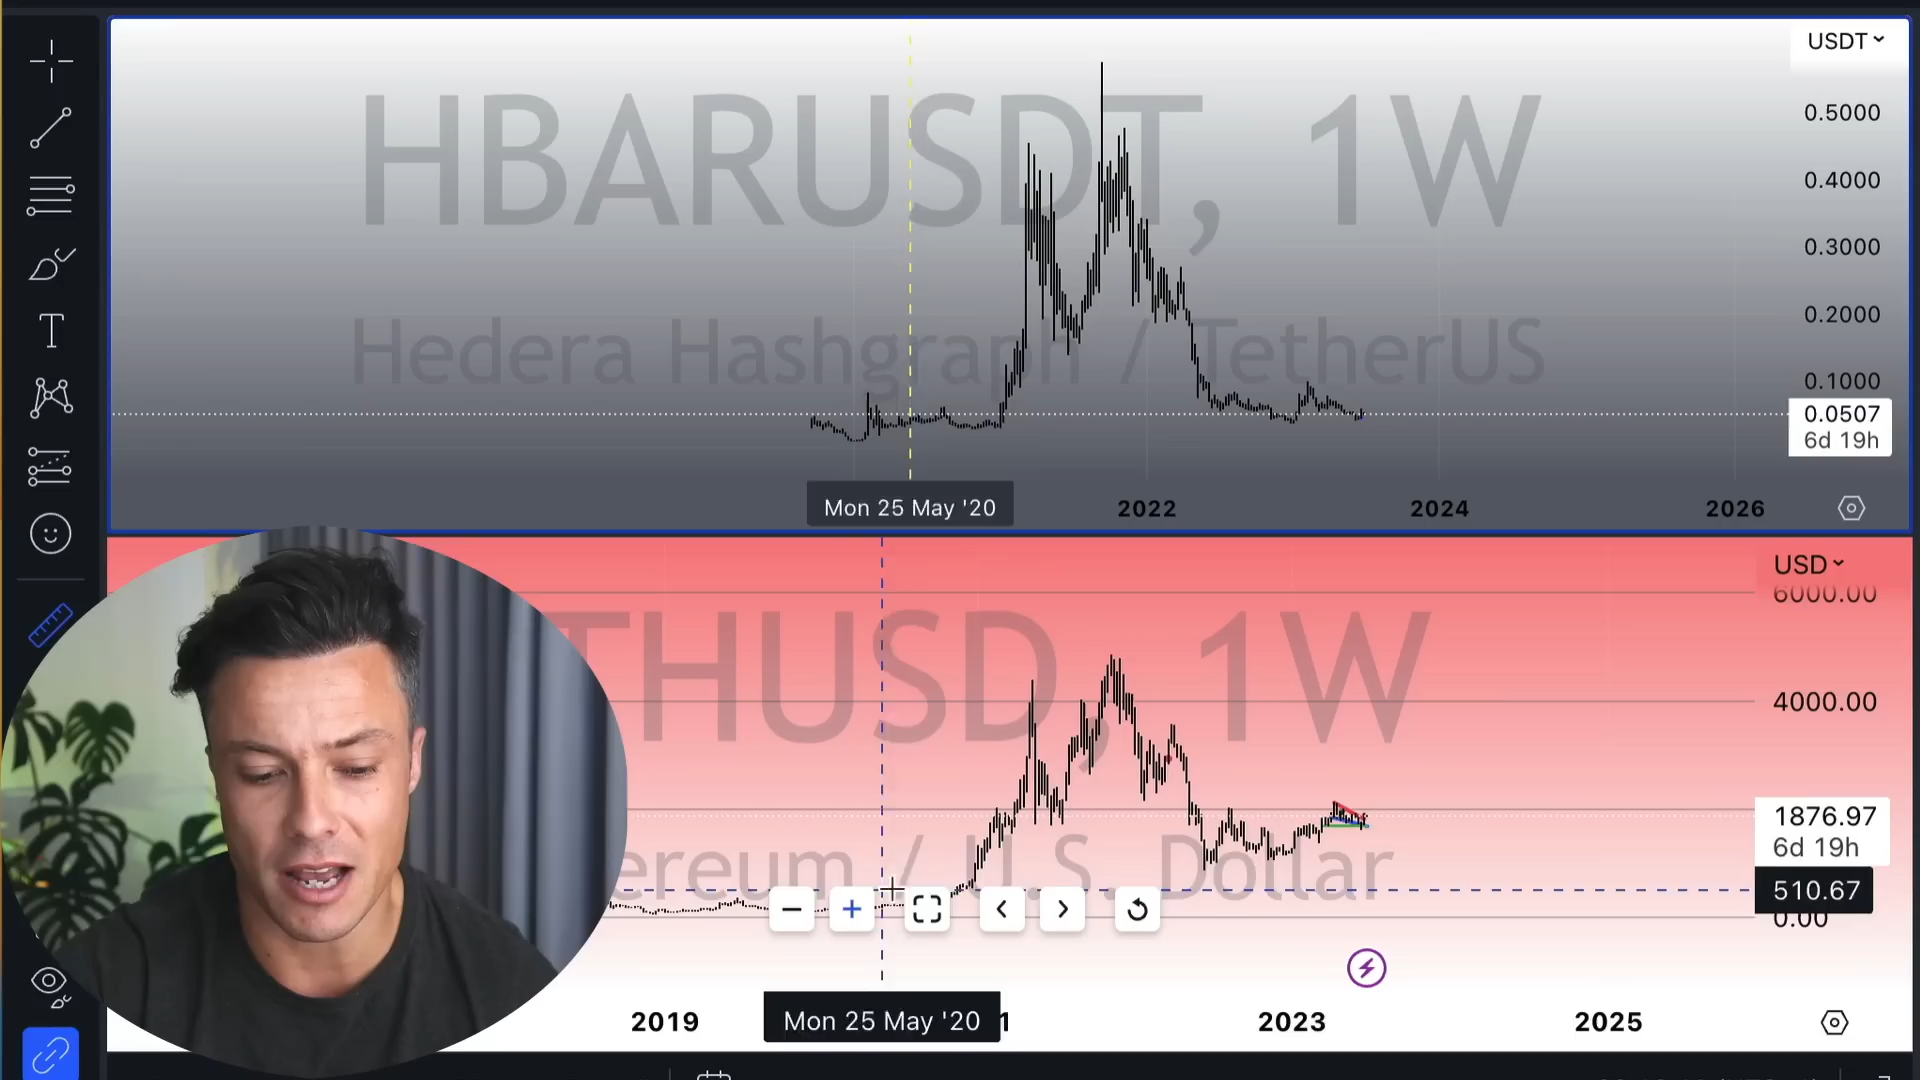 HBARUSDT, 1W
Hedera Hashgraph / TetherUS
USDT
0.5000
0.4000
0.3000
0.2000
0.1000
0.0507
6d 19h
Mon 25 May '20
2022
2024
2026
THUSD, 1W
ereum / U.S. Dollar
USD
6000.00
4000.00
1876.97
6d 19h
510.67
0.00
2019
Mon 25 May '20
1
2023
2025